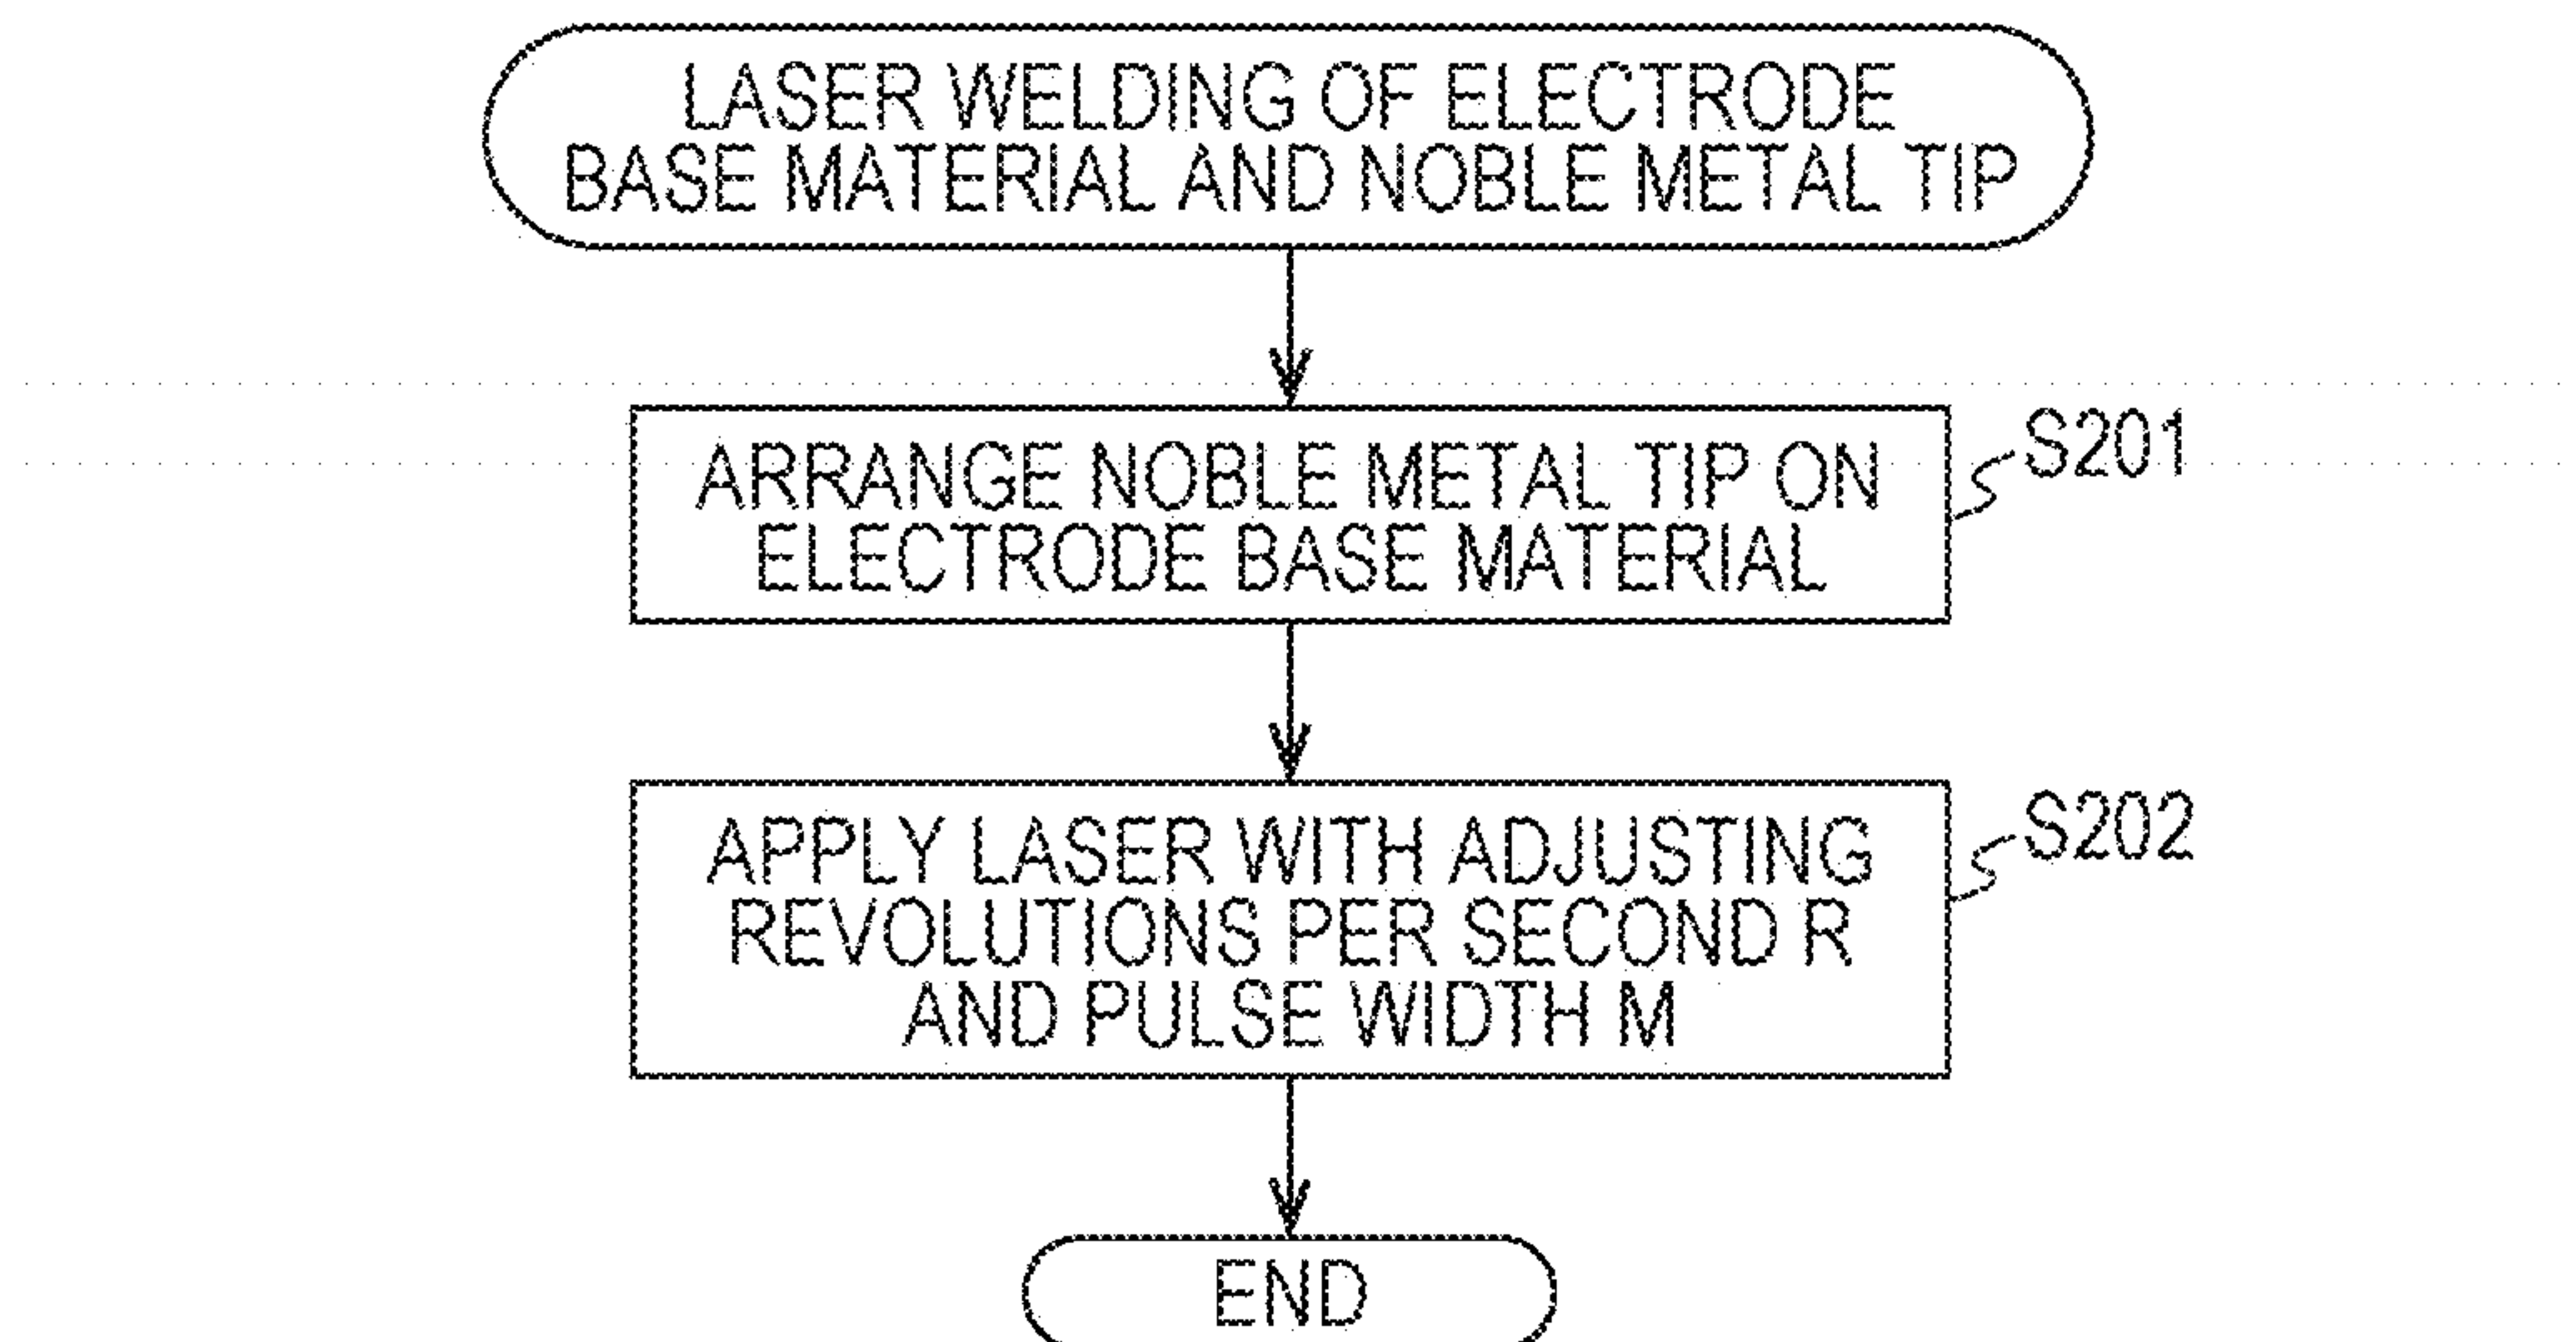 LASER WELDING OF ELECTRODE
BASE MATERIAL AND NOBLE METAL TIP
ARRANGE NOBLE METAL TIP ON
ELECTRODE BASE MATERIAL
S201
APPLY LASER WITH ADJUSTING
REVOLUTIONS PER SECOND R
AND PULSE WIDTH M
S202
END